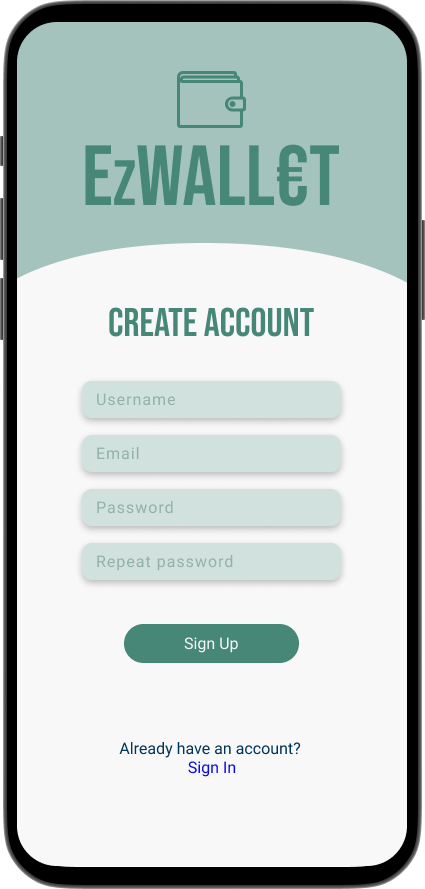 EzWALL€T
CREATE ACCOUNT
Username
Email
Password
Repeat password
Sign Up
Already have an account?
Sign In